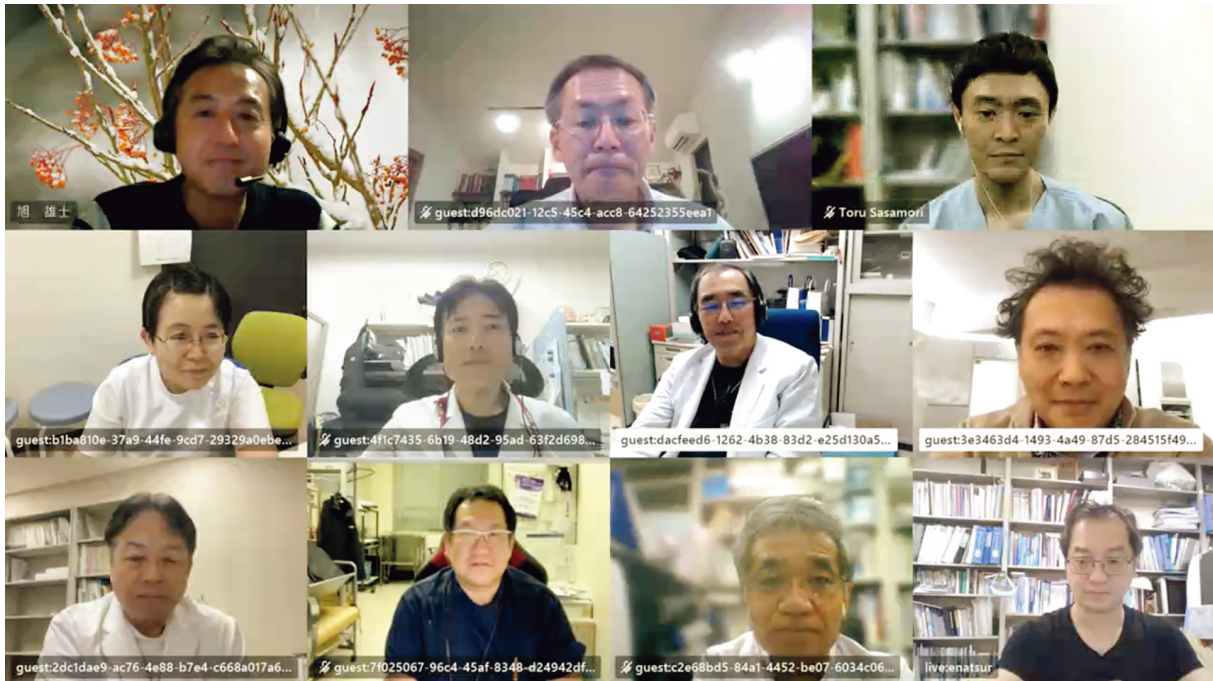 旭 雄士
guest:d96dc021-12c5-45c4-acc8-64252355eea1
Toru Sasamori
guest:b1ba810e-37a9-44fe-9cd7-29329a0ebe...
guest:4f1c7435-6b19-48d2-95ad-63f2d698...
guest:dacfeed6-1262-4b38-83d2-e25d130a5...
guest:3e3463d4-1493-4a49-87d5-284515f49...
guest:2dc1dae9-ac76-4e88-b7e4-c668a017a6...
guest:7f025067-96c4-45af-8348-d24942df...
guest:c2e68bd5-84a1-4452-be07-6034c06...
live:enatsur